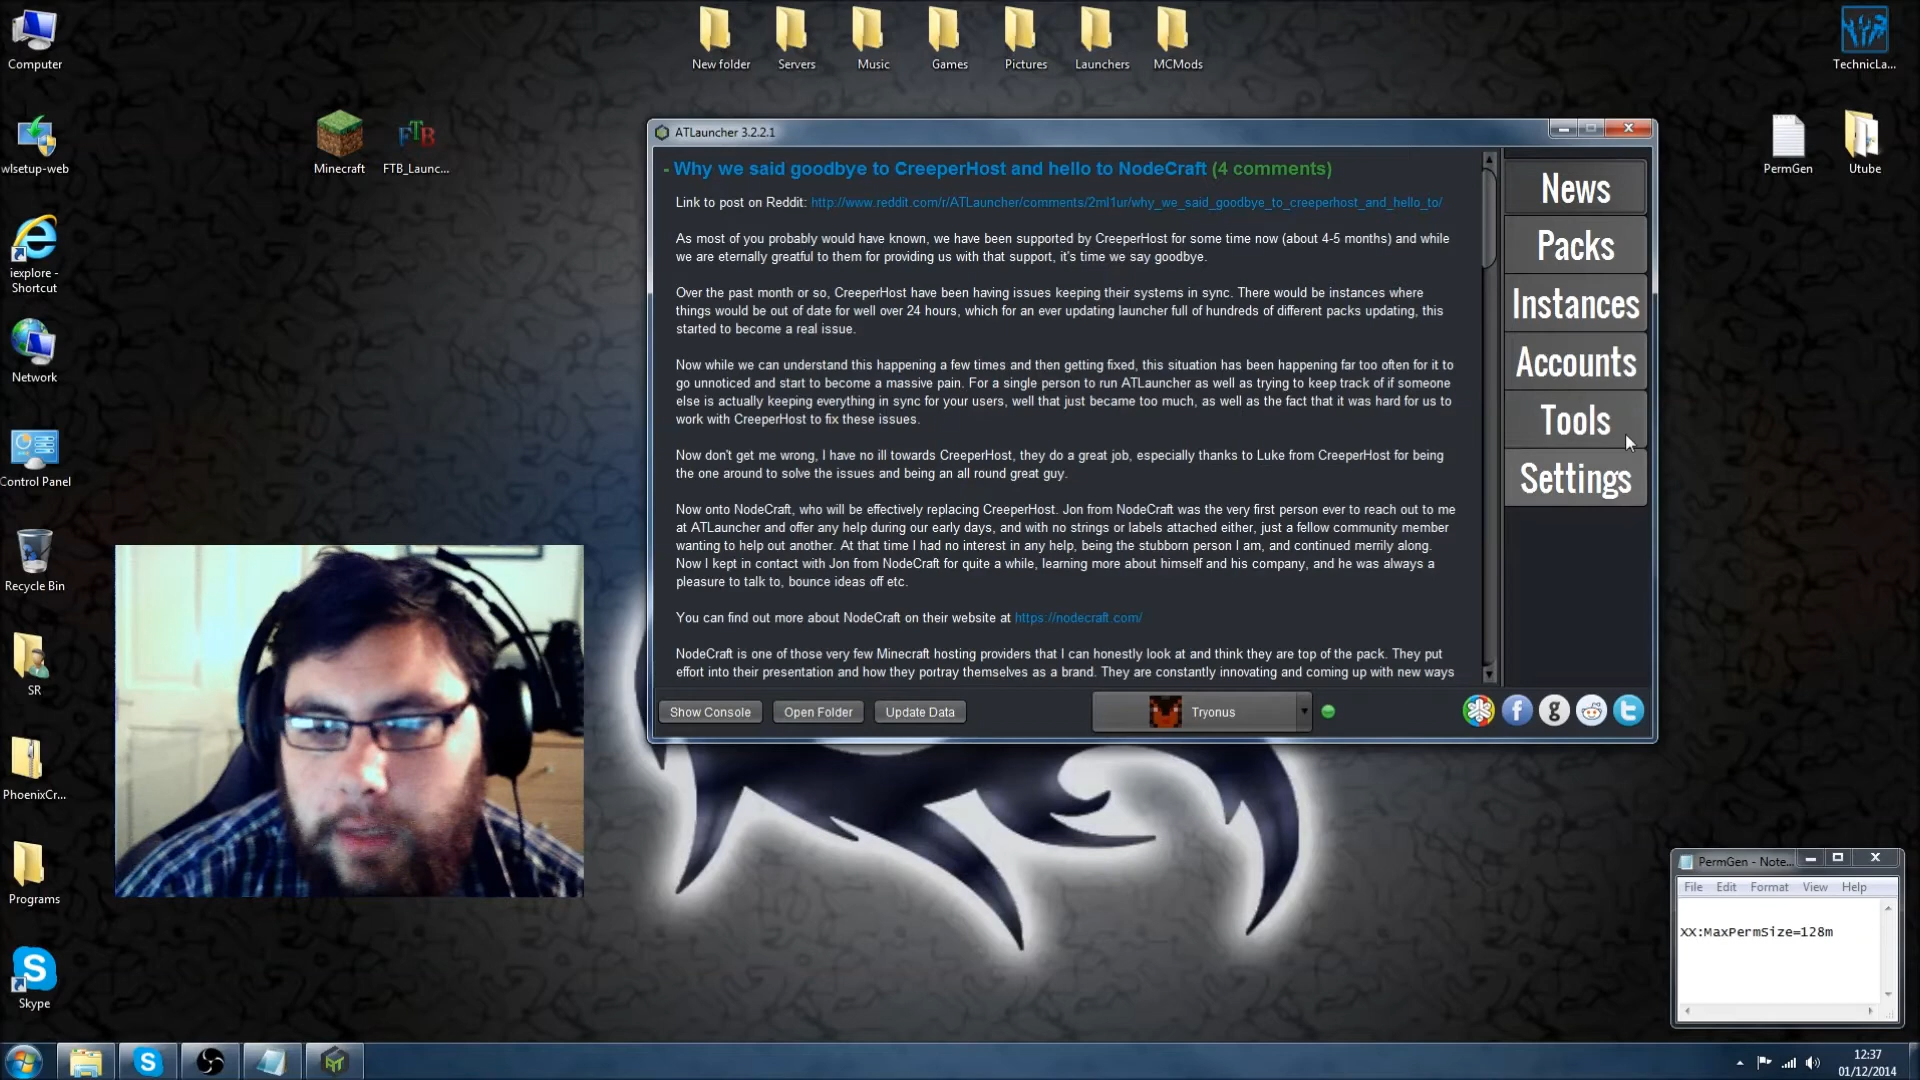 Computer
New folder
Servers
Music
Games
Pictures
Launchers
MCMods
TechnicLa...
wlsetup-web
Minecraft
FTB
FTB_Launc...
PermGen
Utube
iexplore -
Shortcut
Network
Control Panel
Recycle Bin
SR
PhoenixCr...
Programs
Skype
ATLauncher 3.2.2.1
- Why we said goodbye to CreeperHost and hello to NodeCraft (4 comments)
Link to post on Reddit: http://www.reddit.com/r/ATLauncher/comments/2ml1ur/why_we_said_goodbye_to_creeperhost_and_hello_to/
As most of you probably would have known, we have been supported by CreeperHost for some time now (about 4-5 months) and while
we are eternally greatful to them for providing us with that support, it's time we say goodbye.
Over the past month or so, CreeperHost have been having issues keeping their systems in sync. There would be instances where
things would be out of date for well over 24 hours, which for an ever updating launcher full of hundreds of different packs updating, this
started to become a real issue.
Now while we can understand this happening a few times and then getting fixed, this situation has been happening far too often for it to
go unnoticed and start to become a massive pain. For a single person to run ATLauncher as well as trying to keep track of if someone
else is actually keeping everything in sync for your users, well that just became too much, as well as the fact that it was hard for us to
work with CreeperHost to fix these issues.
Now don't get me wrong, I have no ill towards CreeperHost, they do a great job, especially thanks to Luke from CreeperHost for being
the one around to solve the issues and being an all round great guy.
Now onto NodeCraft, who will be effectively replacing CreeperHost. Jon from NodeCraft was the very first person ever to reach out to me
at ATLauncher and offer any help during our early days, and with no strings or labels attached either, just a fellow community member
wanting to help out another. At that time I had no interest in any help, being the stubborn person I am, and continued merrily along.
Now I kept in contact with Jon from NodeCraft for quite a while, learning more about himself and his company, and he was always a
pleasure to talk to, bounce ideas off etc.
You can find out more about NodeCraft on their website at https://nodecraft.com/
NodeCraft is one of those very few Minecraft hosting providers that I can honestly look at and think they are top of the pack. They put
effort into their presentation and how they portray themselves as a brand. They are constantly innovating and coming up with new ways
News
Packs
Instances
Accounts
Tools
Settings
Show Console
Open Folder
Update Data
Tryonus
PermGen - Note...
File Edit Format View Help
XX:MaxPermSize=128m
12:37
01/12/2014